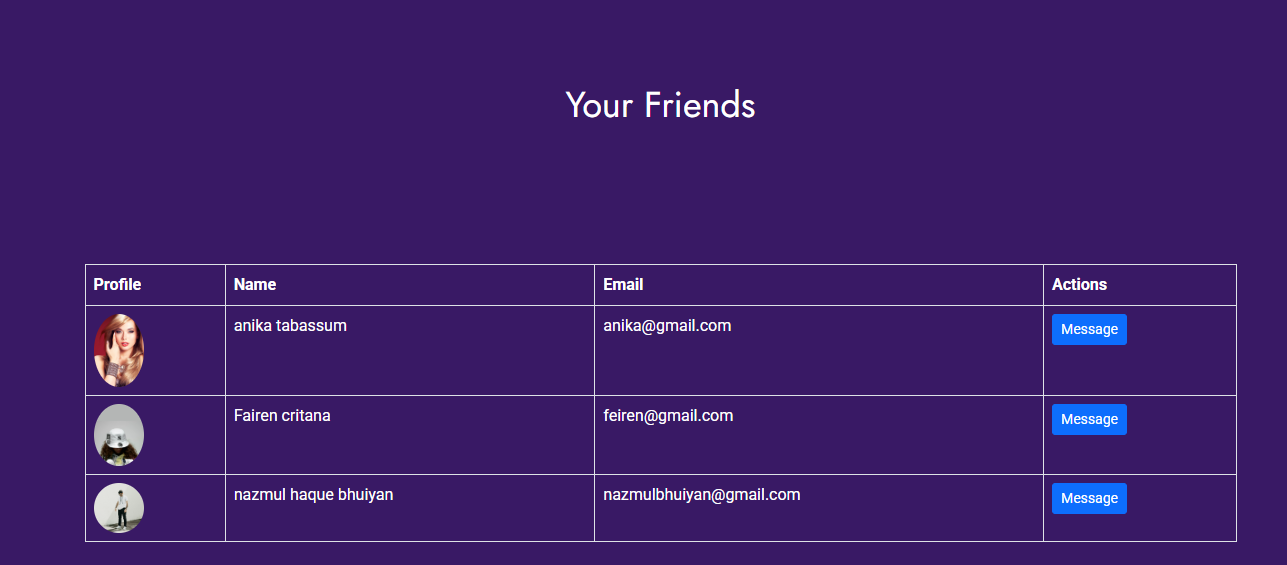 Your Friends
Profile Name Email Actions
anika tabassum anika@gmail.com Message
Fairen critana feiren@gmail.com Message
nazmul haque bhuiyan nazmulbhuiyan@gmail.com Message